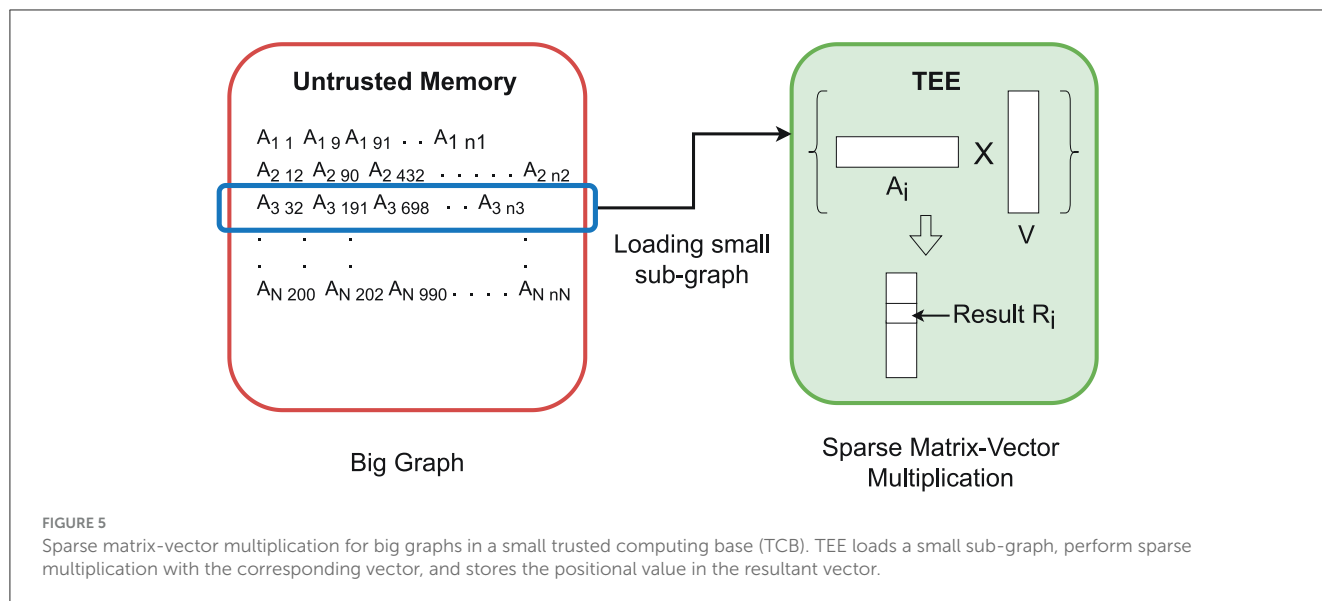 Untrusted Memory
A1 1 A1 9 A1 91 . . A1 n1
A2 12 A2 90 A2 432 . . . . . A2 n2
A3 32 A3 191 A3 698 . . A3 n3
. . . .
. . . .
AN 200 AN 202 AN 990 . . . . AN nN
Big Graph
Loading small
sub-graph
TEE
X
Ai
V
Result Ri
Sparse Matrix-Vector
Multiplication
FIGURE 5
Sparse matrix-vector multiplication for big graphs in a small trusted computing base (TCB). TEE loads a small sub-graph, perform sparse
multiplication with the corresponding vector, and stores the positional value in the resultant vector.